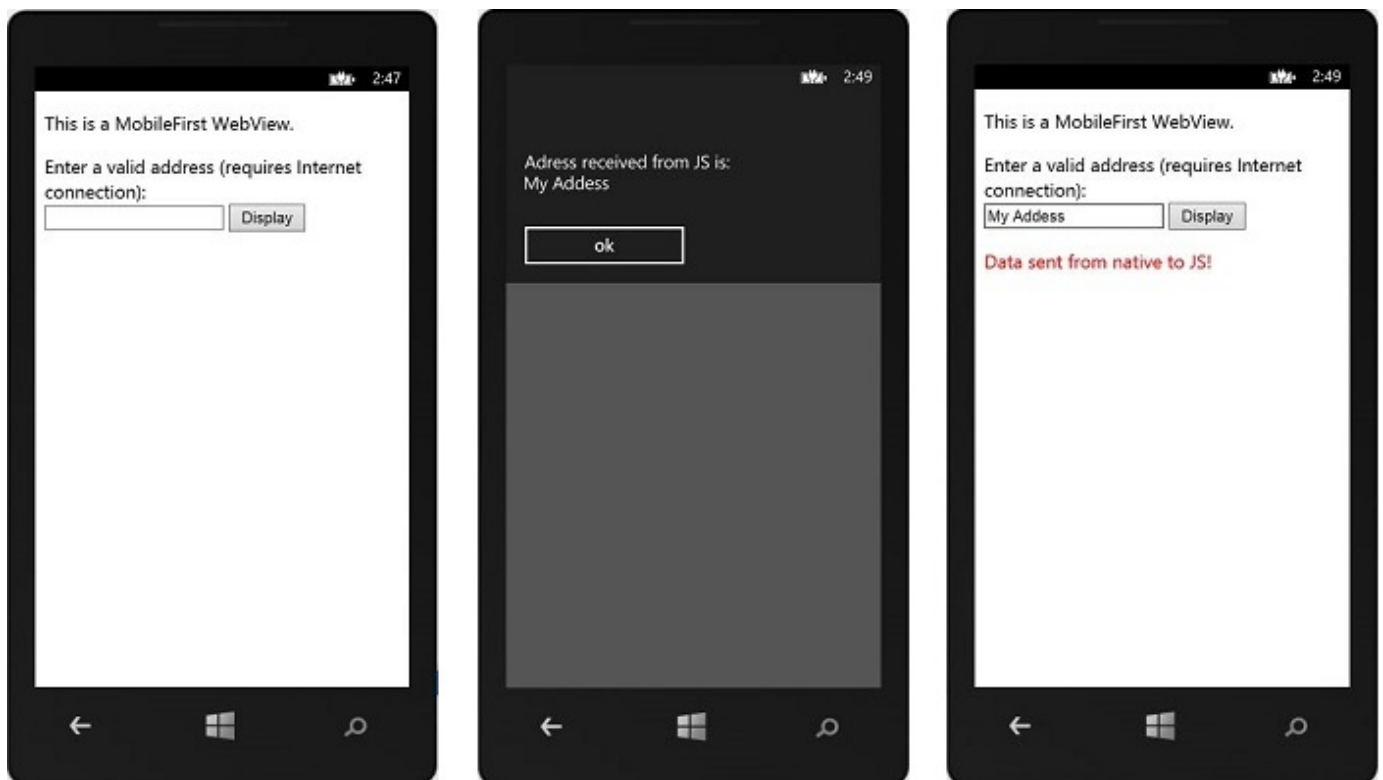 2:47
This is a MobileFirst WebView.
Enter a valid address (requires Internet
connection):
Display
2:49
Adress received from JS is:
My Addess
ok
2:49
This is a MobileFirst WebView.
Enter a valid address (requires Internet
connection):
My Addess Display
Data sent from native to JS!